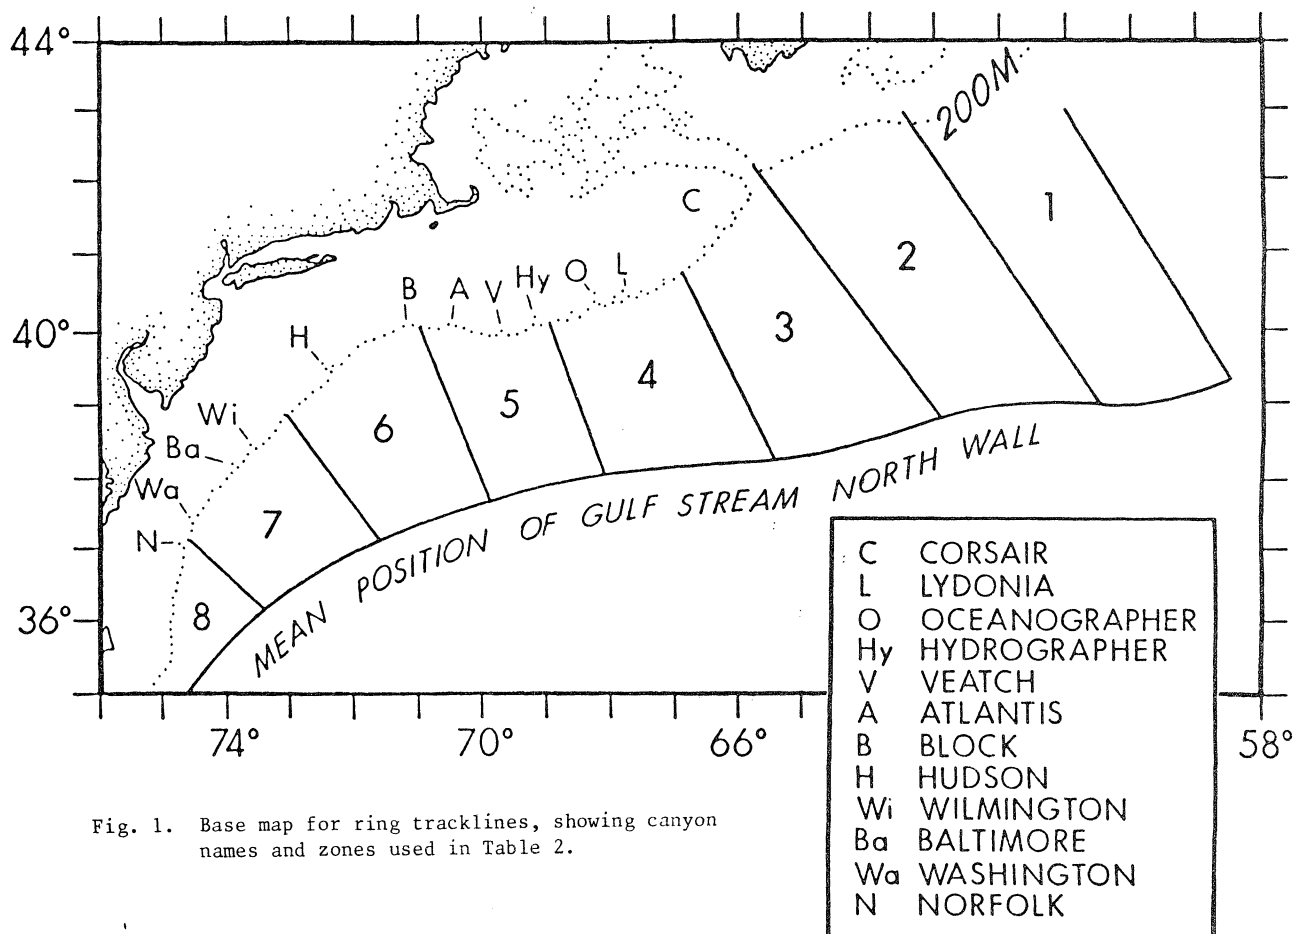 44°
200M
C
1
2
B
A
V
Hy
O
L
40°
H
3
4
5
6
Wi
Ba
Wa
7
N
36°
8
MEAN POSITION OF GULF STREAM NORTH WALL
C CORSAIR
L LYDONIA
O OCEANOGRAPHER
Hy HYDROGRAPHER
V VEATCH
A ATLANTIS
B BLOCK
H HUDSON
Wi WILMINGTON
Ba BALTIMORE
Wa WASHINGTON
N NORFOLK
74° 70° 66° 58°
Fig. 1. Base map for ring tracklines, showing canyon
names and zones used in Table 2.